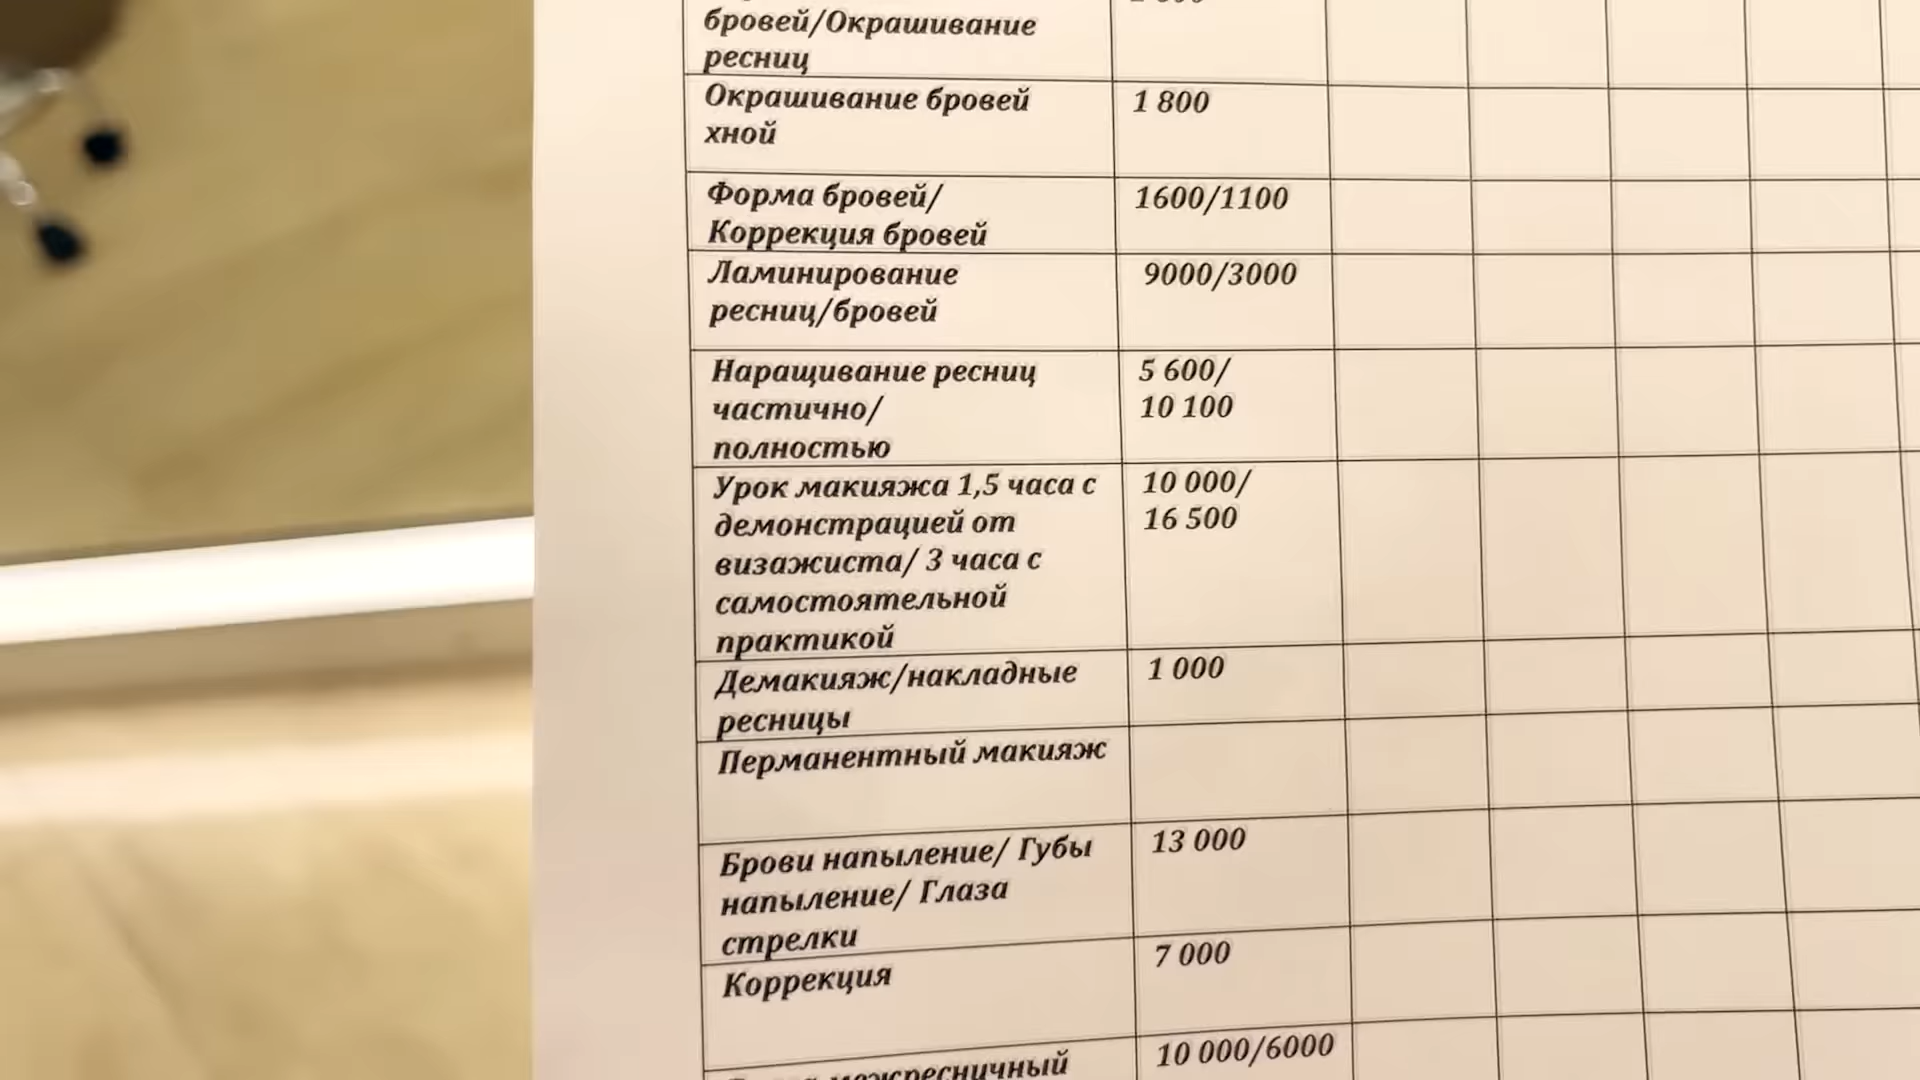 бровей/Окрашивание
ресниц
Окрашивание бровей
хной
1 800
Форма бровей/
Коррекция бровей
1600/1100
Ламинирование
ресниц/бровей
9000/3000
Наращивание ресниц
частично/
полностью
5 600/
10 100
Урок макияжа 1,5 часа с
демонстрацией от
визажиста/ 3 часа с
самостоятельной
практикой
10 000/
16 500
Демакияж/накладные
ресницы
1 000
Перманентный макияж
Брови напыление/ Губы
напыление/ Глаза
стрелки
13 000
Коррекция
7 000
межресничный
10 000/6000